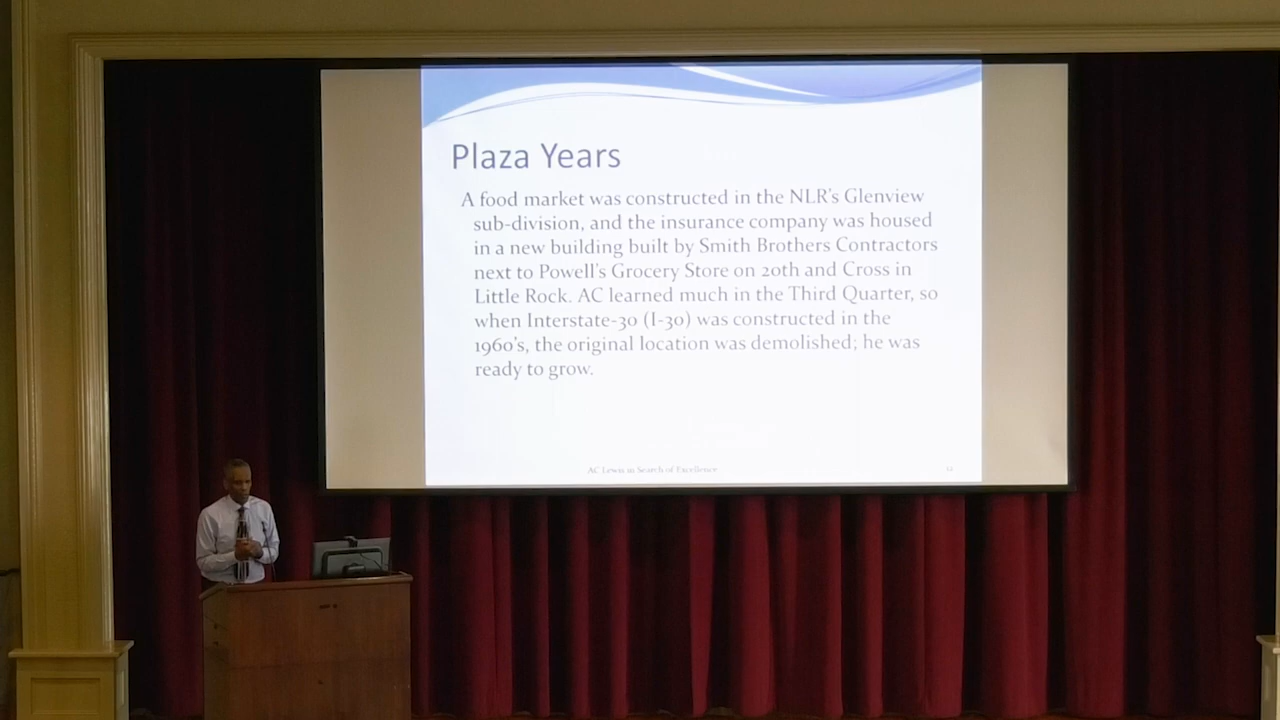 Plaza Years
A food market was constructed in the NLR's Glenview
sub-division, and the insurance company was housed
in a new building built by Smith Brothers Contractors
next to Powell's Grocery Store on 20th and Cross in
Little Rock. AC learned much in the Third Quarter, so
when Interstate-30 (I-30) was constructed in the
1960's, the original location was demolished; he was
ready to grow.
AC Lewis in Search of Excellence